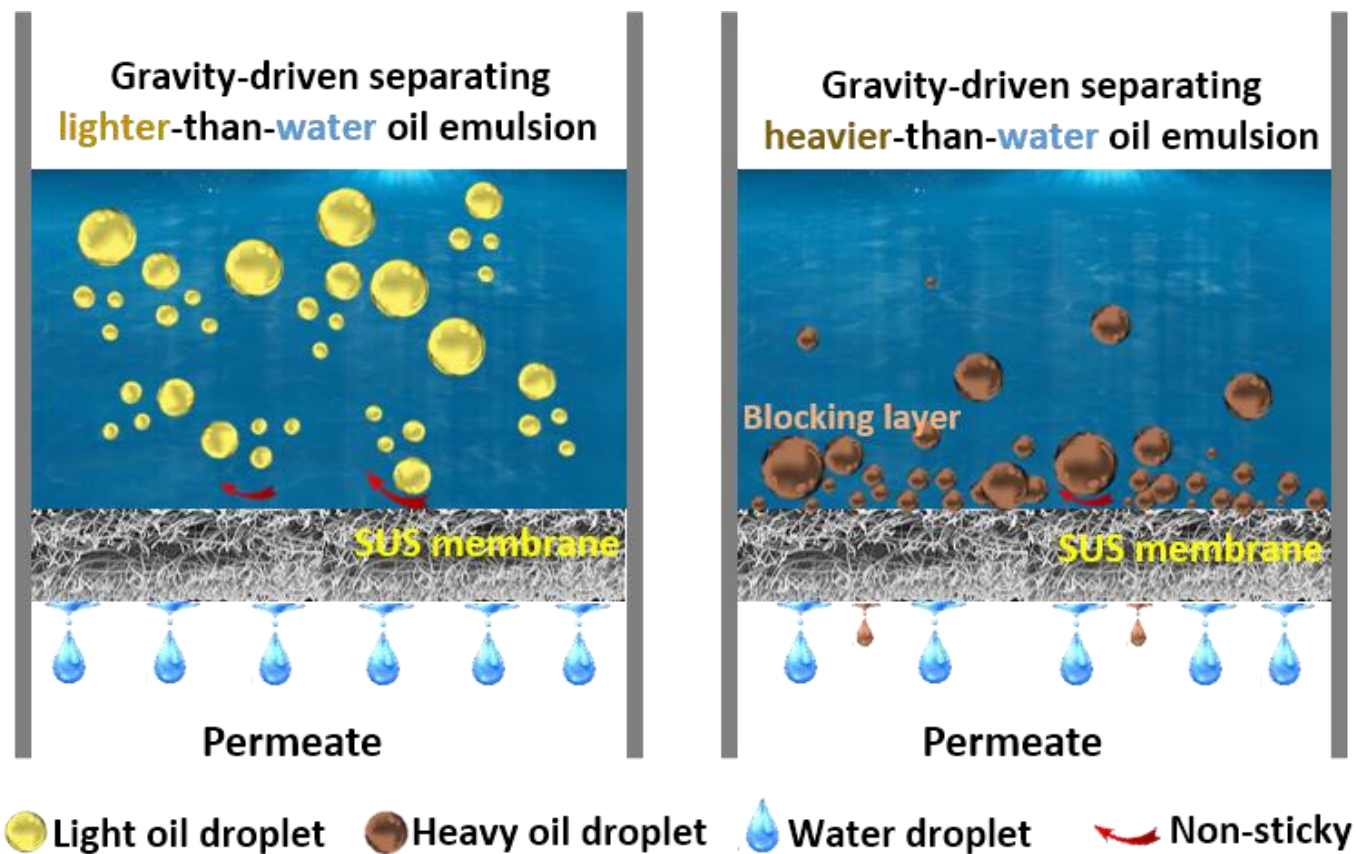 Gravity-driven separating
lighter-than-water oil emulsion
SUS membrane
Permeate
Gravity-driven separating
heavier-than-water oil emulsion
Blocking layer
SUS membrane
Permeate
Light oil droplet
Heavy oil droplet
Water droplet
Non-sticky